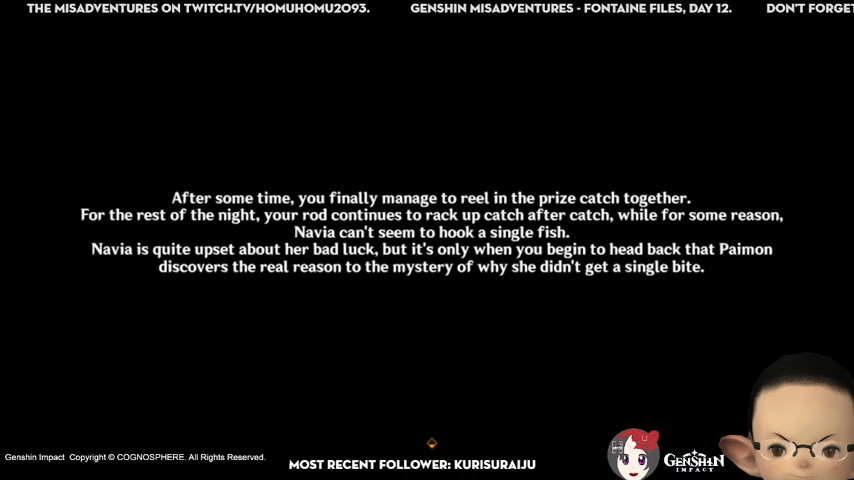 THE MISADVENTURES ON TWITCH.TV/HOMUHOMU2093. GENSHIN MISADVENTURES - FONTAINE FILES, DAY 12. DON'T FORGET
After some time, you finally manage to reel in the prize catch together.
For the rest of the night, your rod continues to rack up catch after catch, while for some reason,
Navia can't seem to hook a single fish.
Navia is quite upset about her bad luck, but it's only when you begin to head back that Paimon
discovers the real reason to the mystery of why she didn't get a single bite.
Genshin Impact Copyright © COGNOSPHERE. All Rights Reserved.
MOST RECENT FOLLOWER: KURISURAIJU
GENSHIN
IMPACT